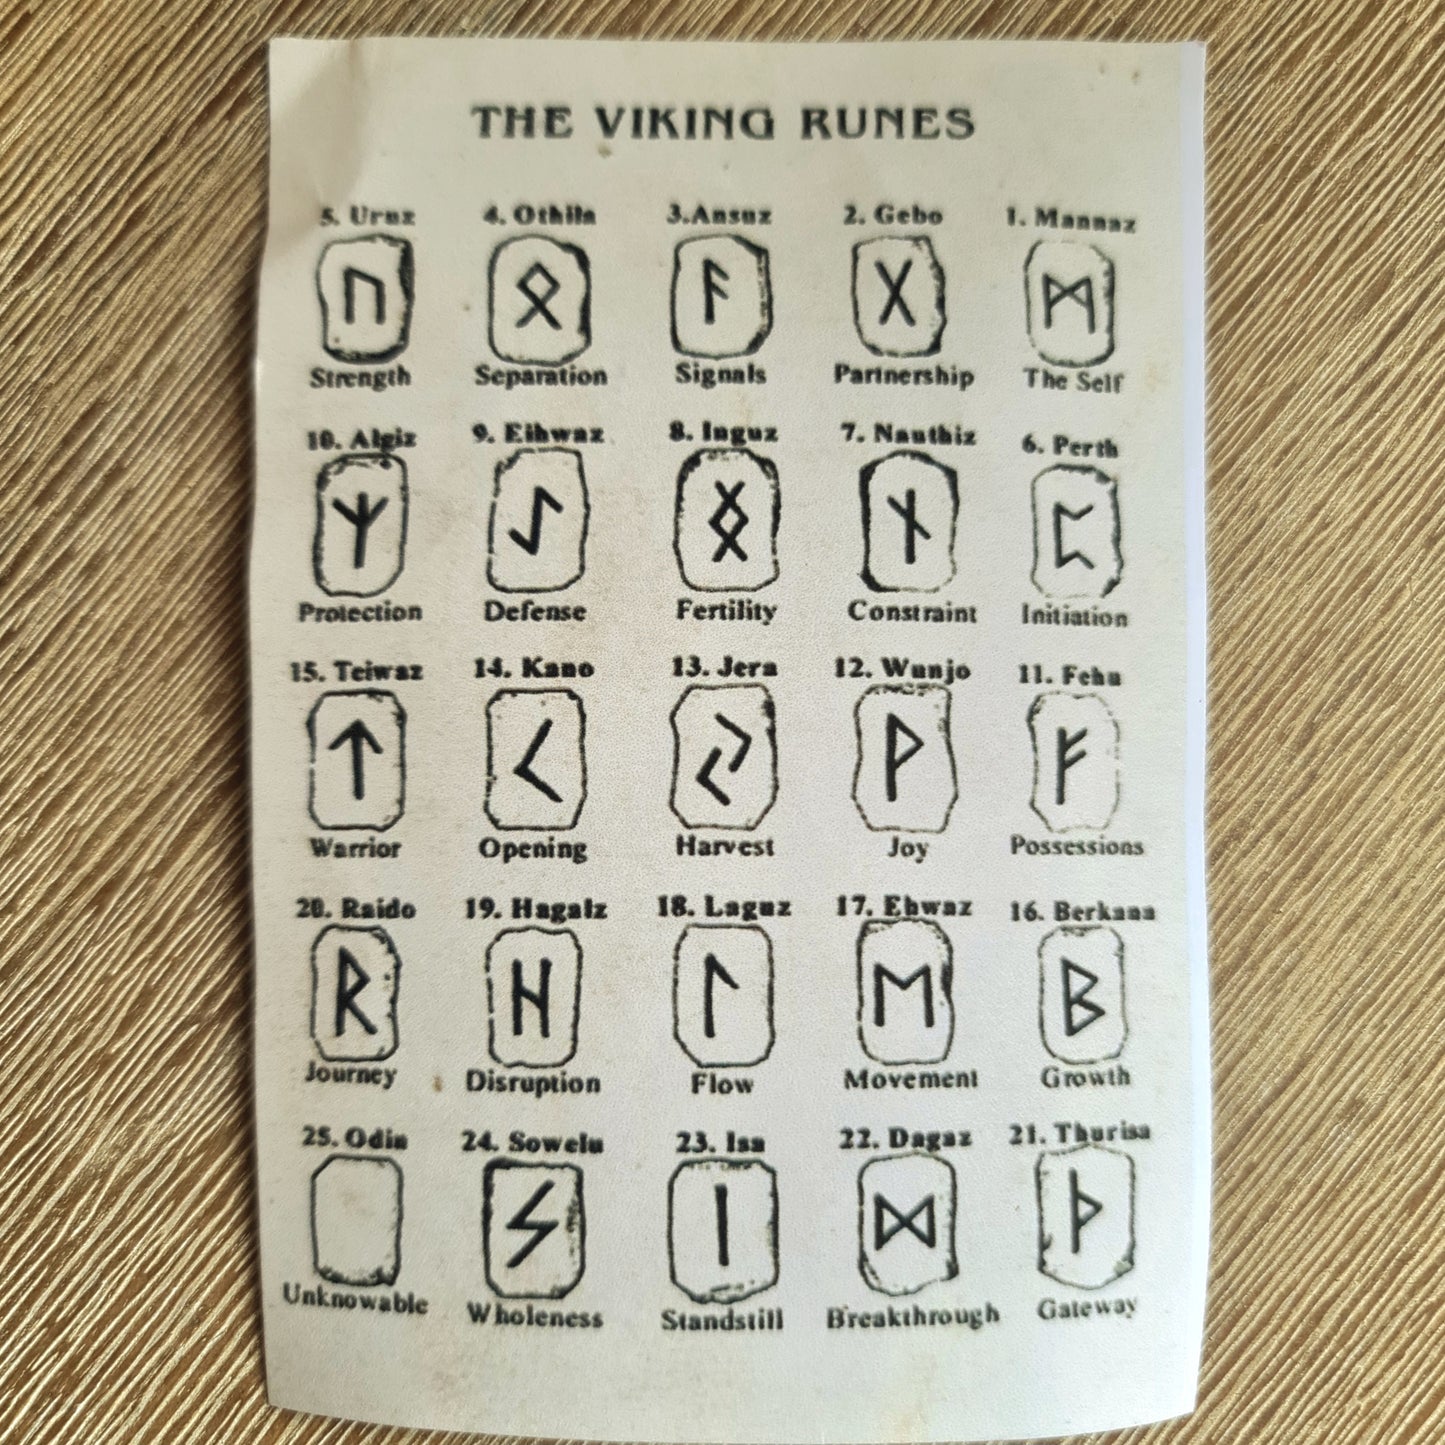 THE VIKING RUNES
5. Uruz 4. Othila 3.Ansuz 2. Gebo 1. Mannaz
ᚢ ᛟ ᚨ ᚷ ᛗ
Strength Separation Signals Partnership The Self
10. Algiz 9. Eihwaz 8. Inguz 7. Nauthiz 6. Perth
ᛉ ᛇ ᛝ ᚾ ᛈ
Protection Defense Fertility Constraint Initiation
15. Teiwaz 14. Kano 13. Jera 12. Wunjo 11. Fehu
ᛏ ᚲ ᛃ ᚹ ᚠ
Warrior Opening Harvest Joy Possessions
20. Raido 19. Hagalz 18. Laguz 17. Ehwaz 16. Berkana
ᚱ ᚺ ᛚ ᛖ ᛒ
Journey Disruption Flow Movement Growth
25. Odin 24. Sowelu 23. Isa 22. Dagaz 21. Thurisa
ᛊ ᛁ ᛞ ᚦ
Unknowable Wholeness Standstill Breakthrough Gateway